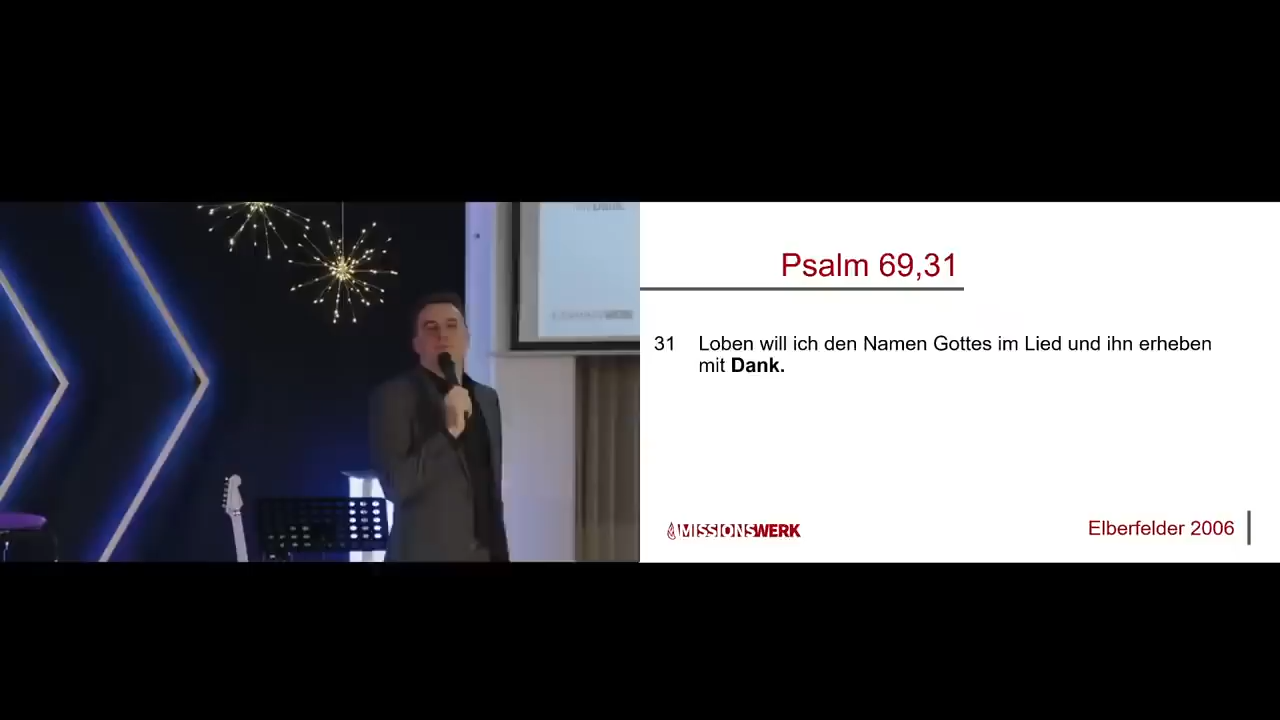 Dank.
Psalm 69,31
31 Loben will ich den Namen Gottes im Lied und ihn erheben
mit Dank.
MISSIONSWERK
Elberfelder 2006